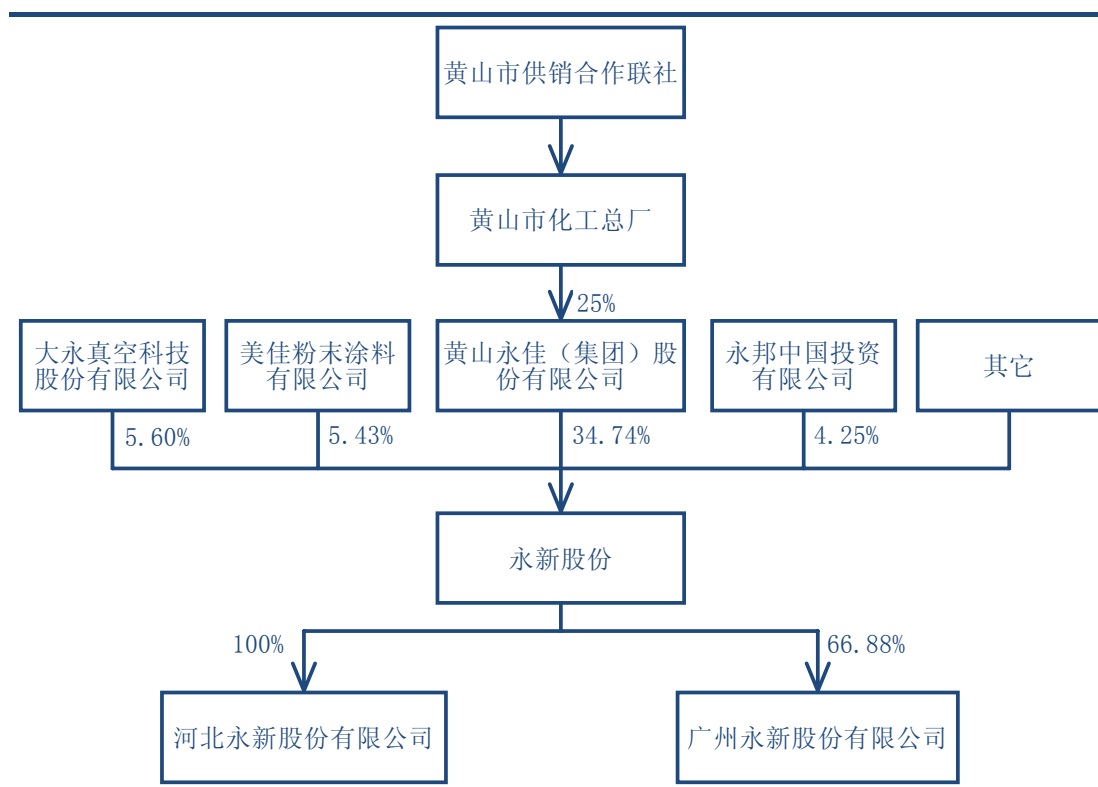 黄山市供销合作联社
黄山市化工总厂
25%
大永真空科技
股份有限公司
美佳粉末涂料
有限公司
黄山永佳（集团）股
份有限公司
永邦中国投资
有限公司
其它
5.60%
5.43%
34.74%
4.25%
永新股份
100%
66.88%
河北永新股份有限公司
广州永新股份有限公司